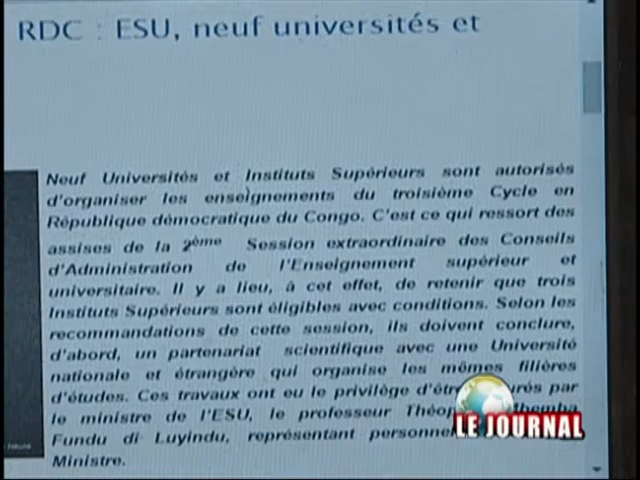 RDC : ESU, neuf universités et
Neuf Universités et Instituts Supérieurs sont autorisés
d'organiser les enseignements du troisième Cycle en
République démocratique du Congo. C'est ce qui ressort des
assises de la 2ème Session extraordinaire des Conseils
d'Administration de l'Enseignement supérieur et
universitaire. Il y a lieu, à cet effet, de retenir que trois
Instituts Supérieurs sont éligibles avec conditions. Selon les
recommandations de cette session, ils doivent conclure,
d'abord, un partenariat scientifique avec une Université
nationale et étrangère qui organise les mêmes filières
d'études. Ces travaux ont eu le privilège par
le ministre de l'ESU, le professeur
Fundu di Luyindu, représentant
Ministre.
LE JOURNAL